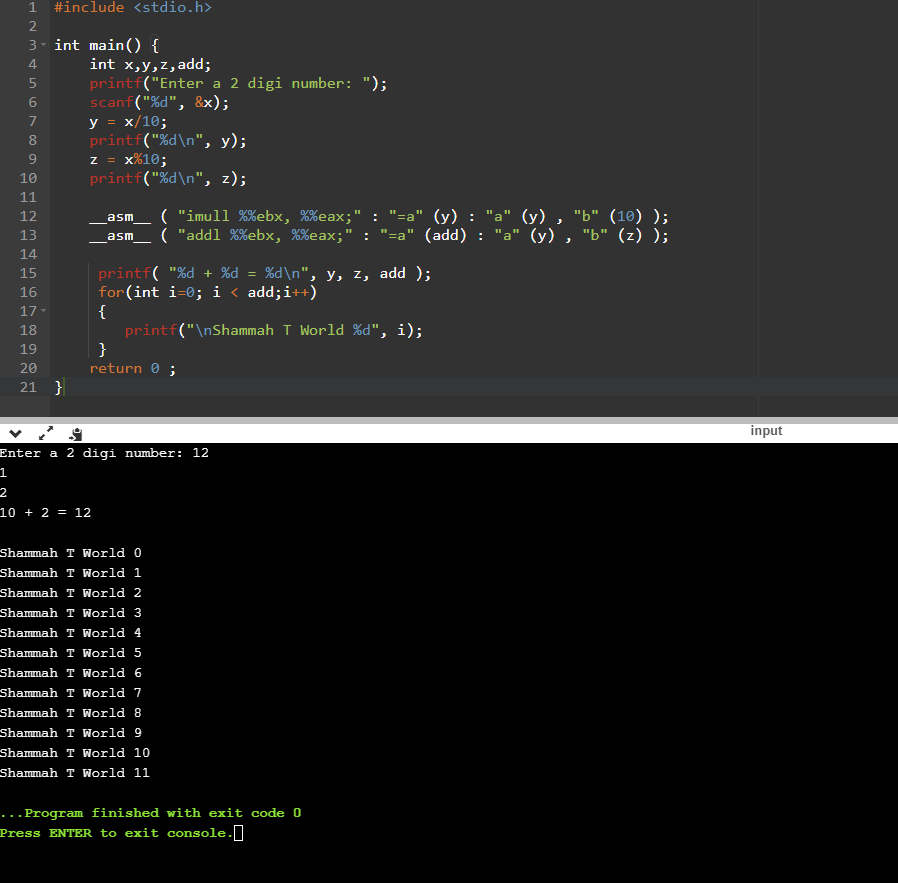 1 #include <stdio.h>
2
3 int main() {
4 int x,y,z,add;
5 printf("Enter a 2 digi number: ");
6 scanf("%d", &x);
7 y = x/10;
8 printf("%d\n", y);
9 z = x%10;
10 printf("%d\n", z);
11
12 __asm__ ( "imull %%ebx, %%eax;" : "=a" (y) : "a" (y) , "b" (10) );
13 __asm__ ( "addl %%ebx, %%eax;" : "=a" (add) : "a" (y) , "b" (z) );
14
15 printf( "%d + %d = %d\n", y, z, add );
16 for(int i=0; i < add;i++)
17 {
18 printf("\nShammah T World %d", i);
19 }
20 return 0 ;
21 }
input
Enter a 2 digi number: 12
1
2
10 + 2 = 12
Shammah T World 0
Shammah T World 1
Shammah T World 2
Shammah T World 3
Shammah T World 4
Shammah T World 5
Shammah T World 6
Shammah T World 7
Shammah T World 8
Shammah T World 9
Shammah T World 10
Shammah T World 11
...Program finished with exit code 0
Press ENTER to exit console.